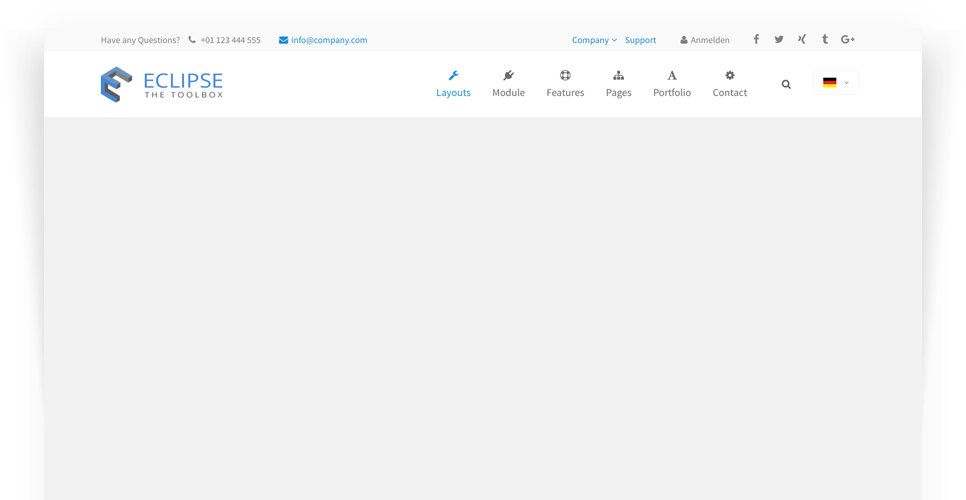 Have any Questions? +01 123 444 555 info@company.com Company Support Anmelden
ECLIPSE
THE TOOLBOX
Layouts Module Features Pages Portfolio Contact